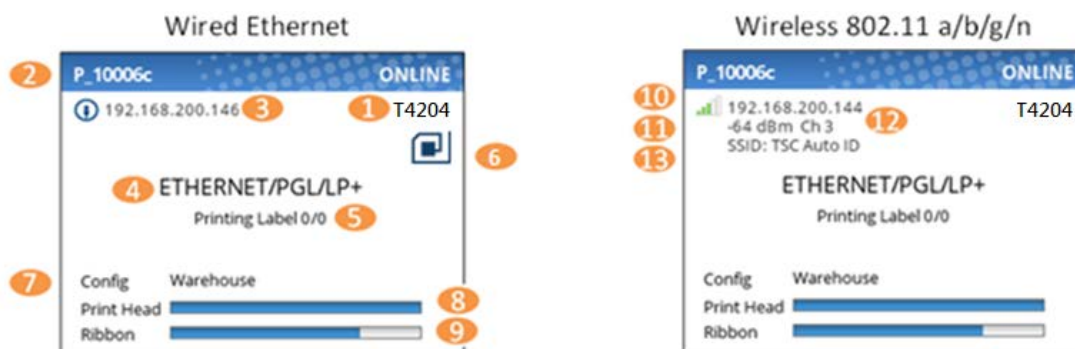 Wired Ethernet
2 P_10006c ONLINE
192.168.200.146 3 1 T4204
6
4 ETHERNET/PGL/LP+
Printing Label 0/0 5
7 Config Warehouse
Print Head 8
Ribbon 9
Wireless 802.11 a/b/g/n
P_10006c ONLINE
10 192.168.200.144 T4204
11 -64 dBm Ch 3 12
13 SSID: TSC Auto ID
ETHERNET/PGL/LP+
Printing Label 0/0
Config Warehouse
Print Head
Ribbon